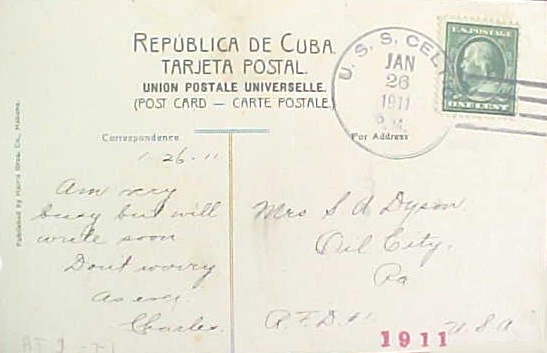 REPÚBLICA DE CUBA.
TARJETA POSTAL.
UNION POSTALE UNIVERSELLE.
(POST CARD — CARTE POSTALE)
U.S.S. CEL
JAN
26
1911
M.
U.S. POSTAGE
ONE CENT
Published by Harris Bros. Co., Habana.
Correspondence
For Address
1-26-11
Am very
busy but will
write soon
Don't worry
As ever
Charles.
Mrs S A Dyson.
Oil City.
Pa
R.F.D. #1
U.S.A
1911